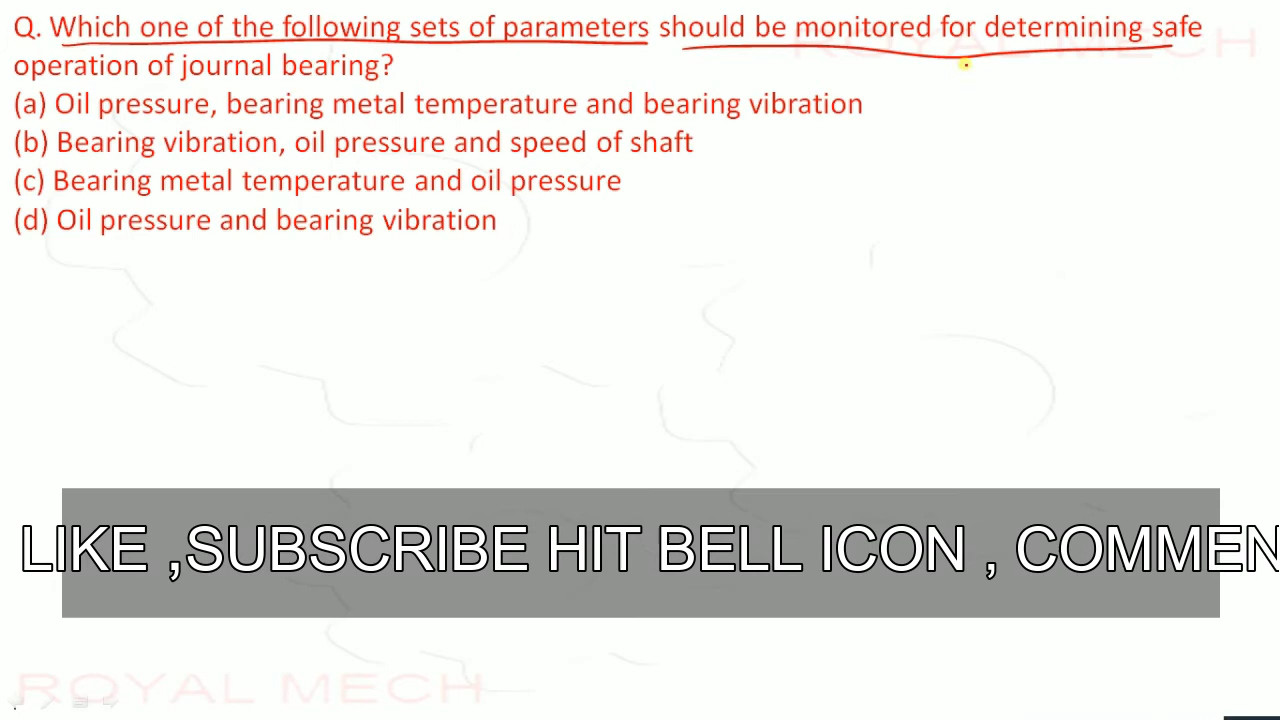 ROYAL MECH
Q. Which one of the following sets of parameters should be monitored for determining safe
operation of journal bearing?
(a) Oil pressure, bearing metal temperature and bearing vibration
(b) Bearing vibration, oil pressure and speed of shaft
(c) Bearing metal temperature and oil pressure
(d) Oil pressure and bearing vibration
LIKE ,SUBSCRIBE HIT BELL ICON , COMMEN
ROYAL MECH